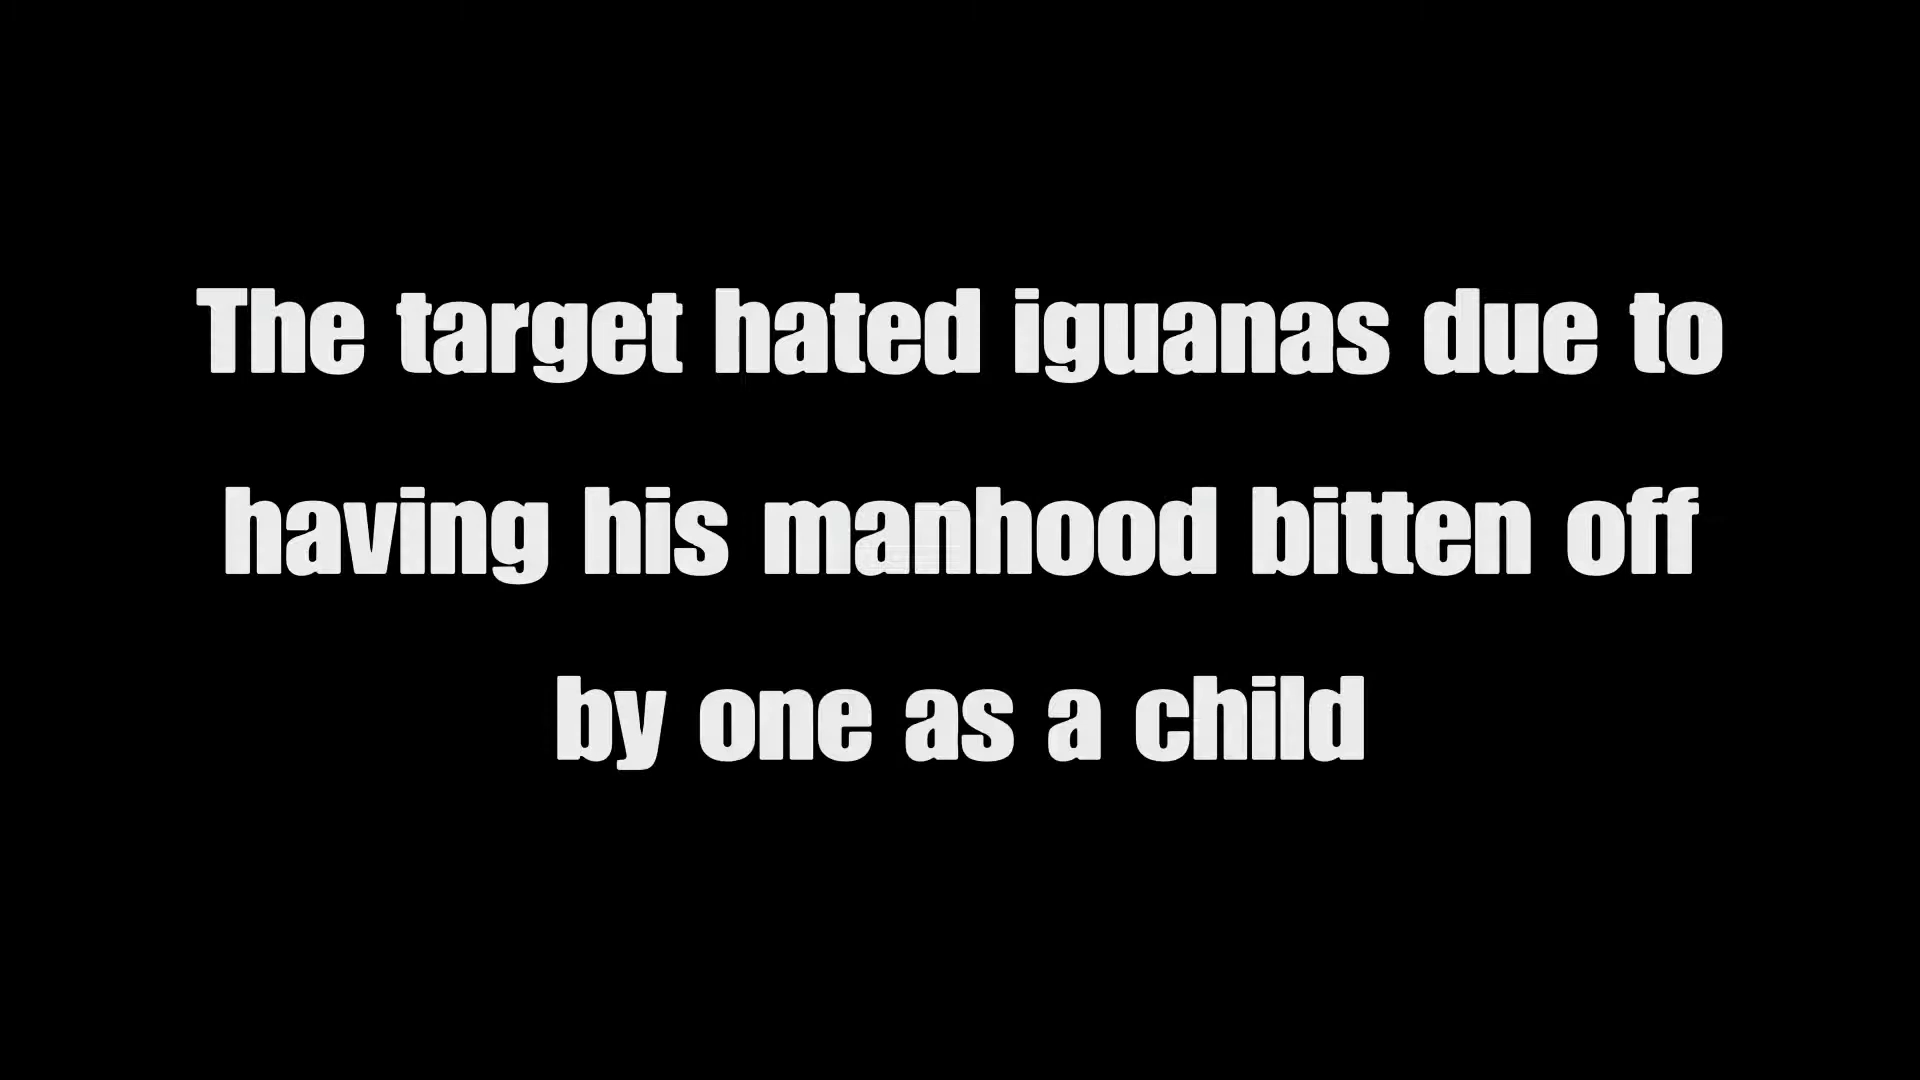 The target hated iguanas due to
having his manhood bitten off
by one as a child